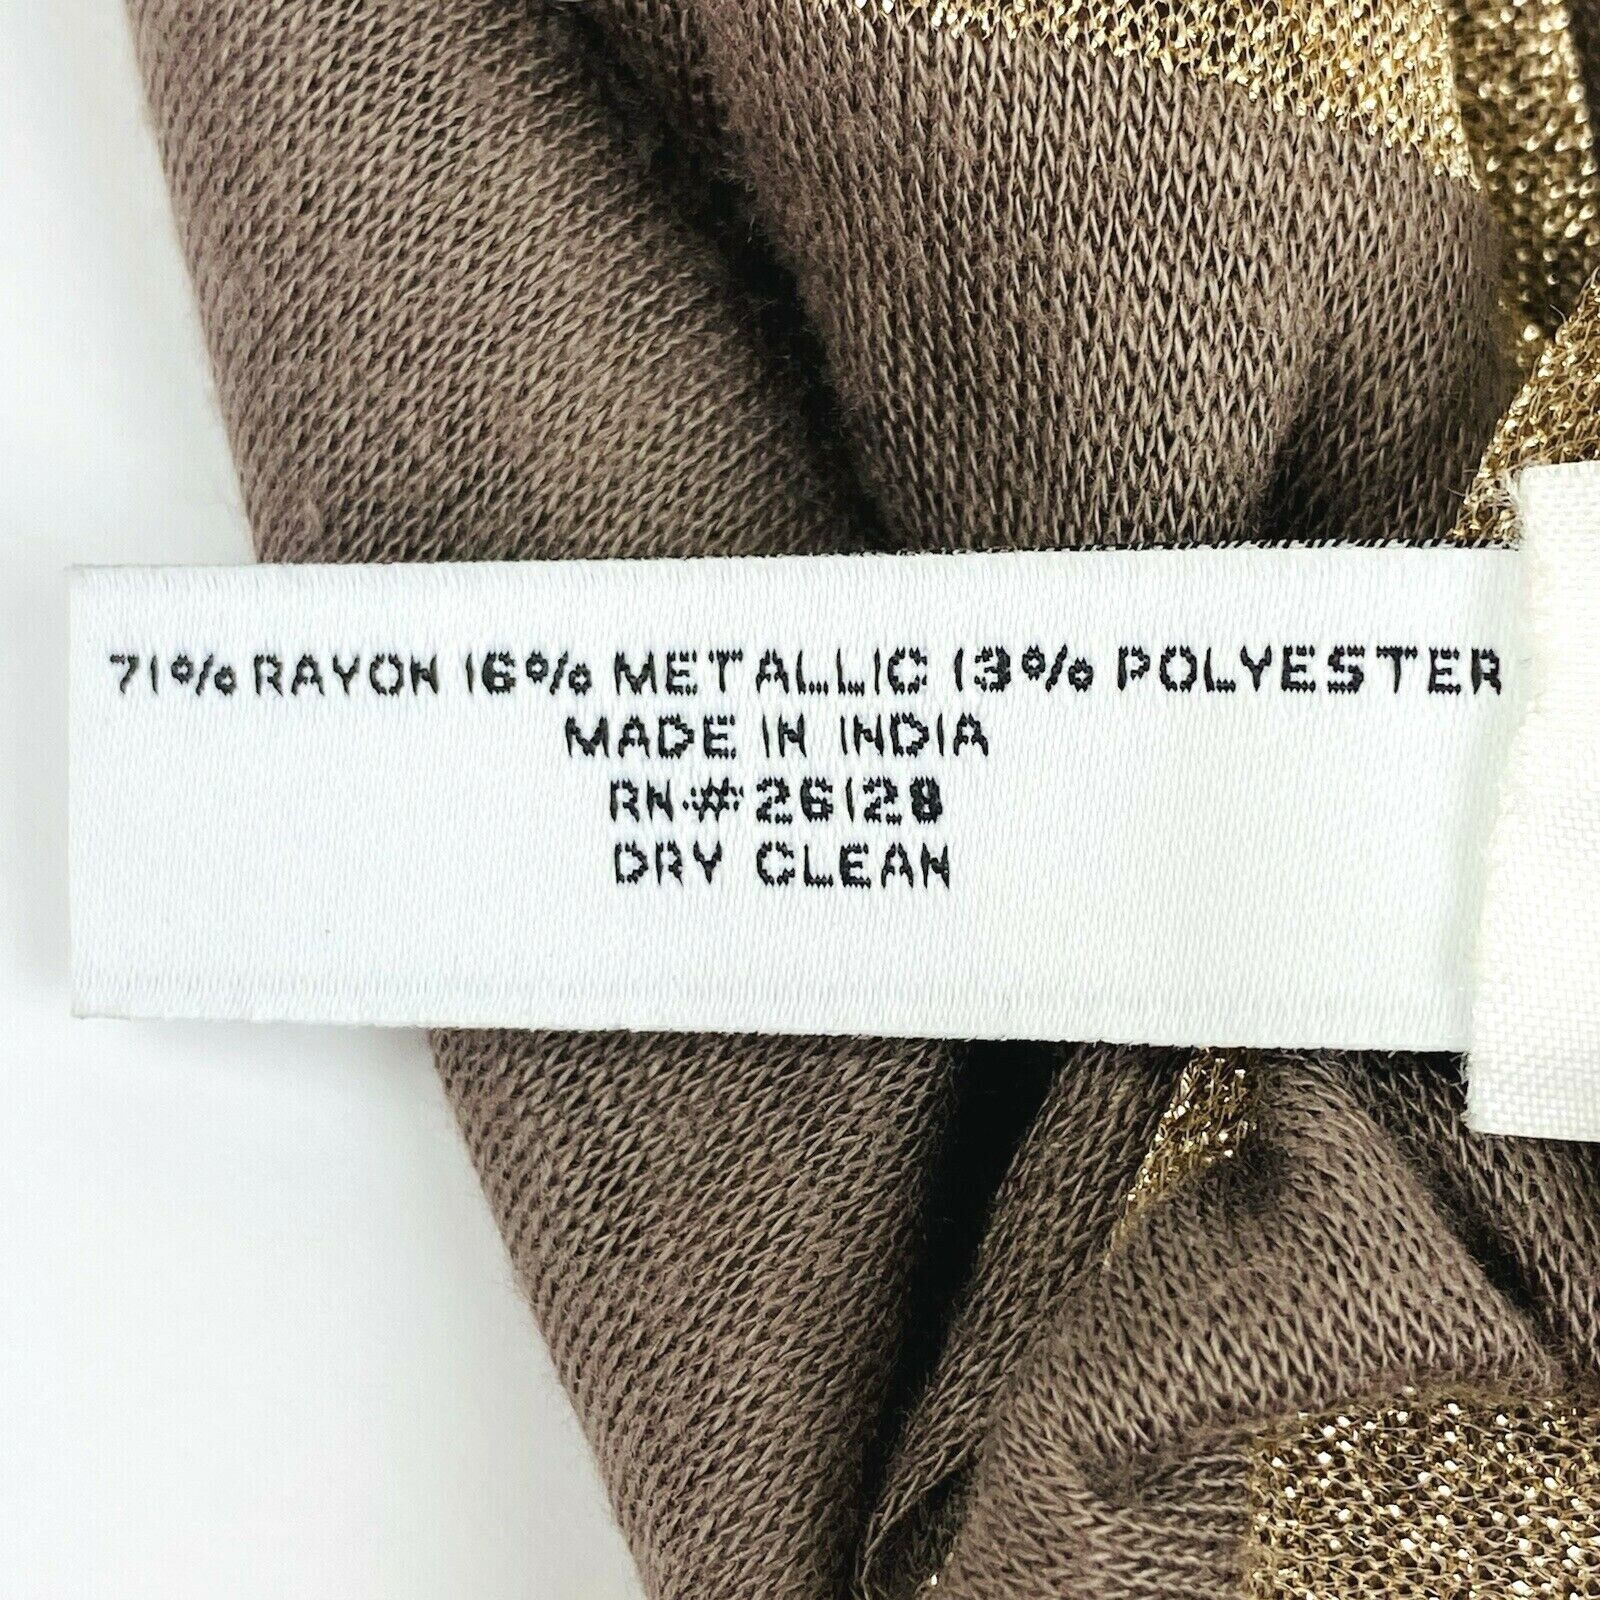 71% RAYON 16% METALLIC 13% POLYESTER
MADE IN INDIA
RN# 26128
DRY CLEAN